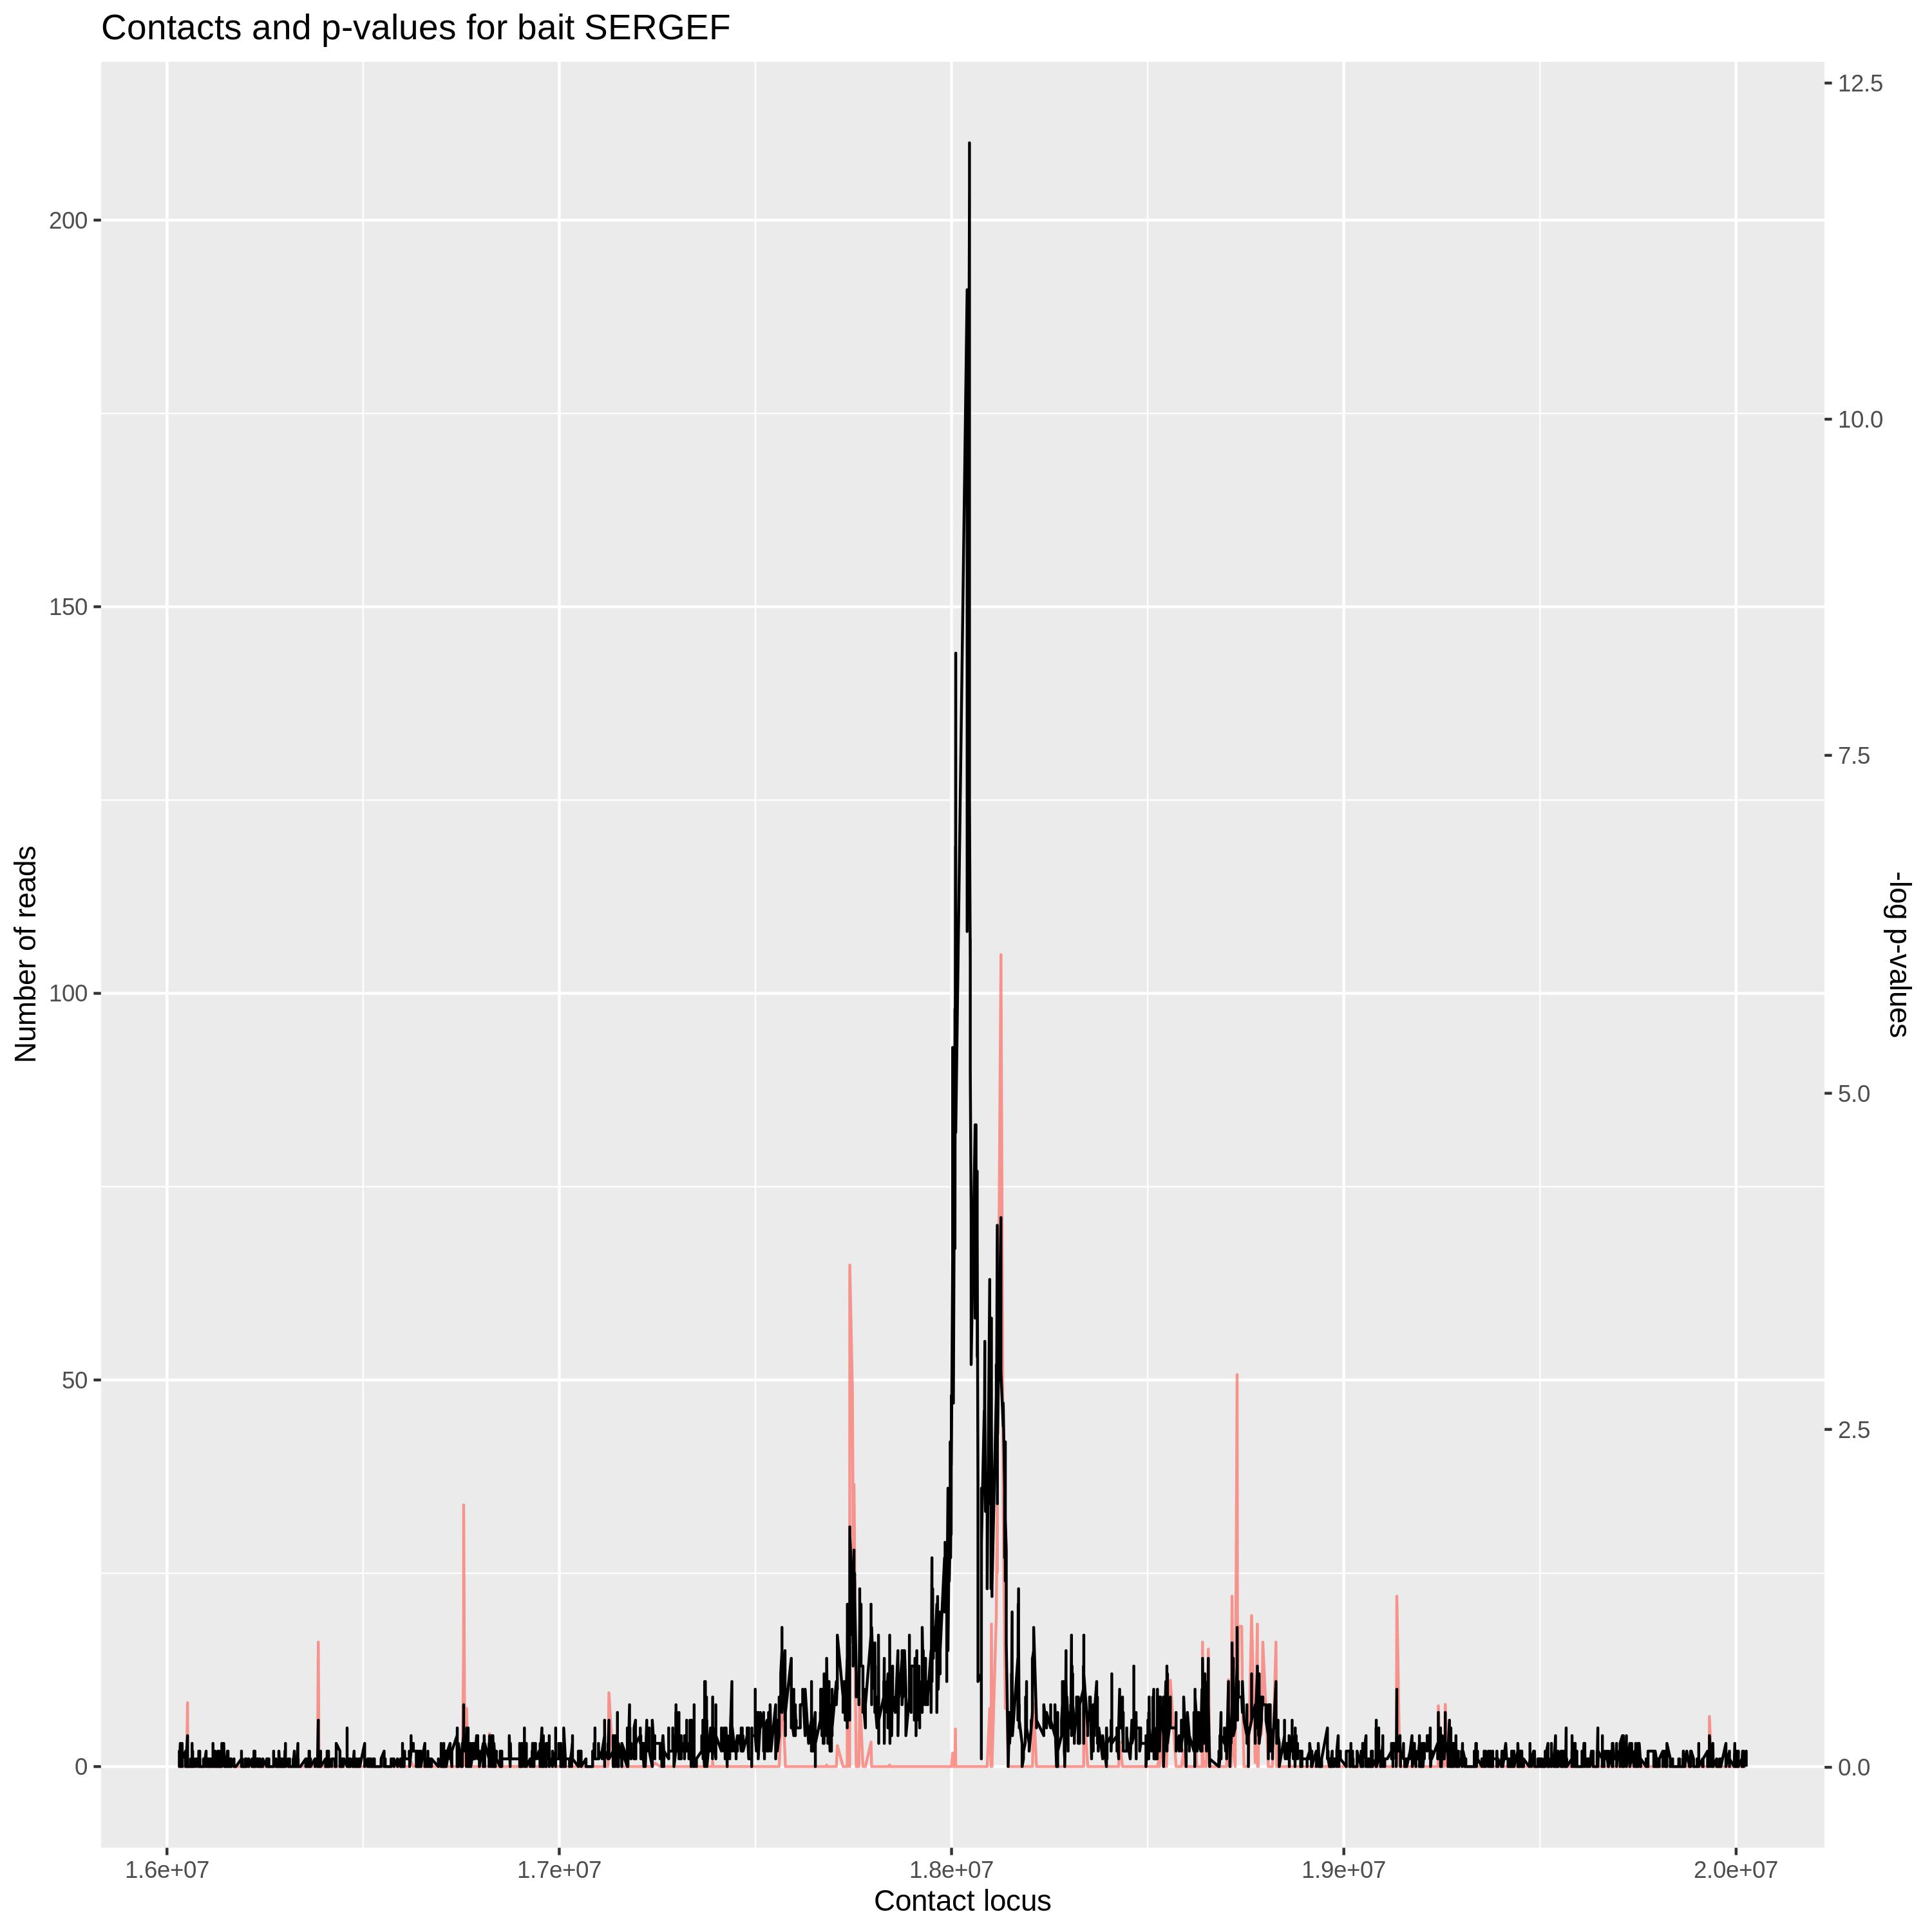 Contacts and p-values for bait SERGEF
200
150
100
50
0
Number of reads
12.5
10.0
7.5
5.0
2.5
0.0
-log p-values
1.6e+07
1.7e+07
1.8e+07
1.9e+07
2.0e+07
Contact locus